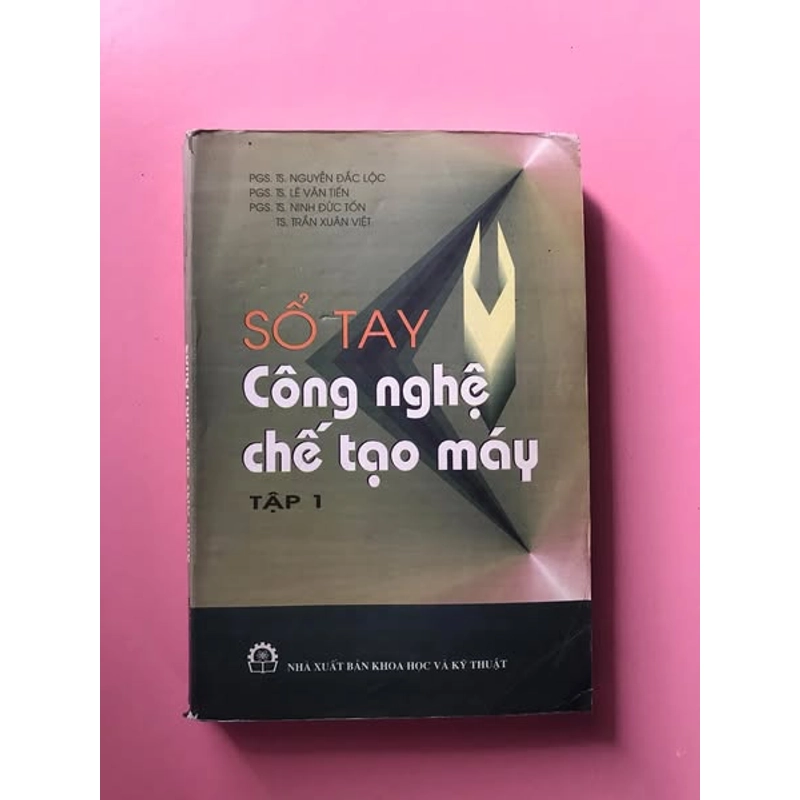 PGS. TS. NGUYỄN ĐẮC LỘC
PGS. TS. LÊ VĂN TIẾN
PGS. TS. NINH ĐỨC TỐN
TS. TRẦN XUÂN VIỆT
SỔ TAY
Công nghệ
chế tạo máy
TẬP 1
NHÀ XUẤT BẢN KHOA HỌC VÀ KỸ THUẬT